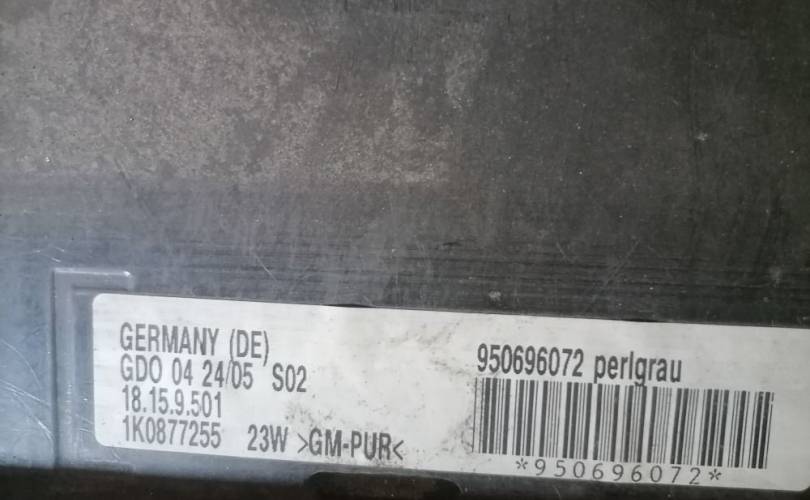 GERMANY (DE)
GDO 04 24/05 S02
18.15.9.501
1K0877255 23W >GM-PUR<
950696072 perlgrau
*950696072*